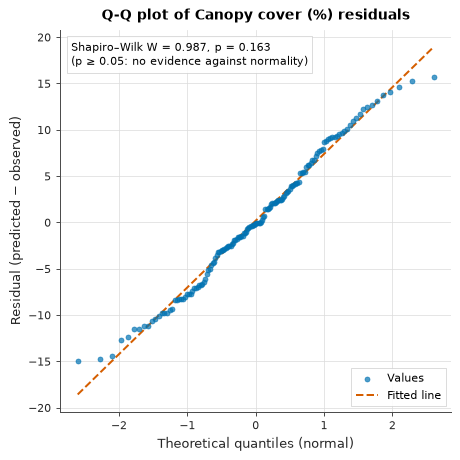 Q-Q plot of Canopy cover (%) residuals
Shapiro–Wilk W = 0.987, p = 0.163
(p ≥ 0.05: no evidence against normality)
20
15
10
5
0
−5
−10
−15
−20
Residual (predicted − observed)
Values
Fitted line
−2
−1
0
1
2
Theoretical quantiles (normal)